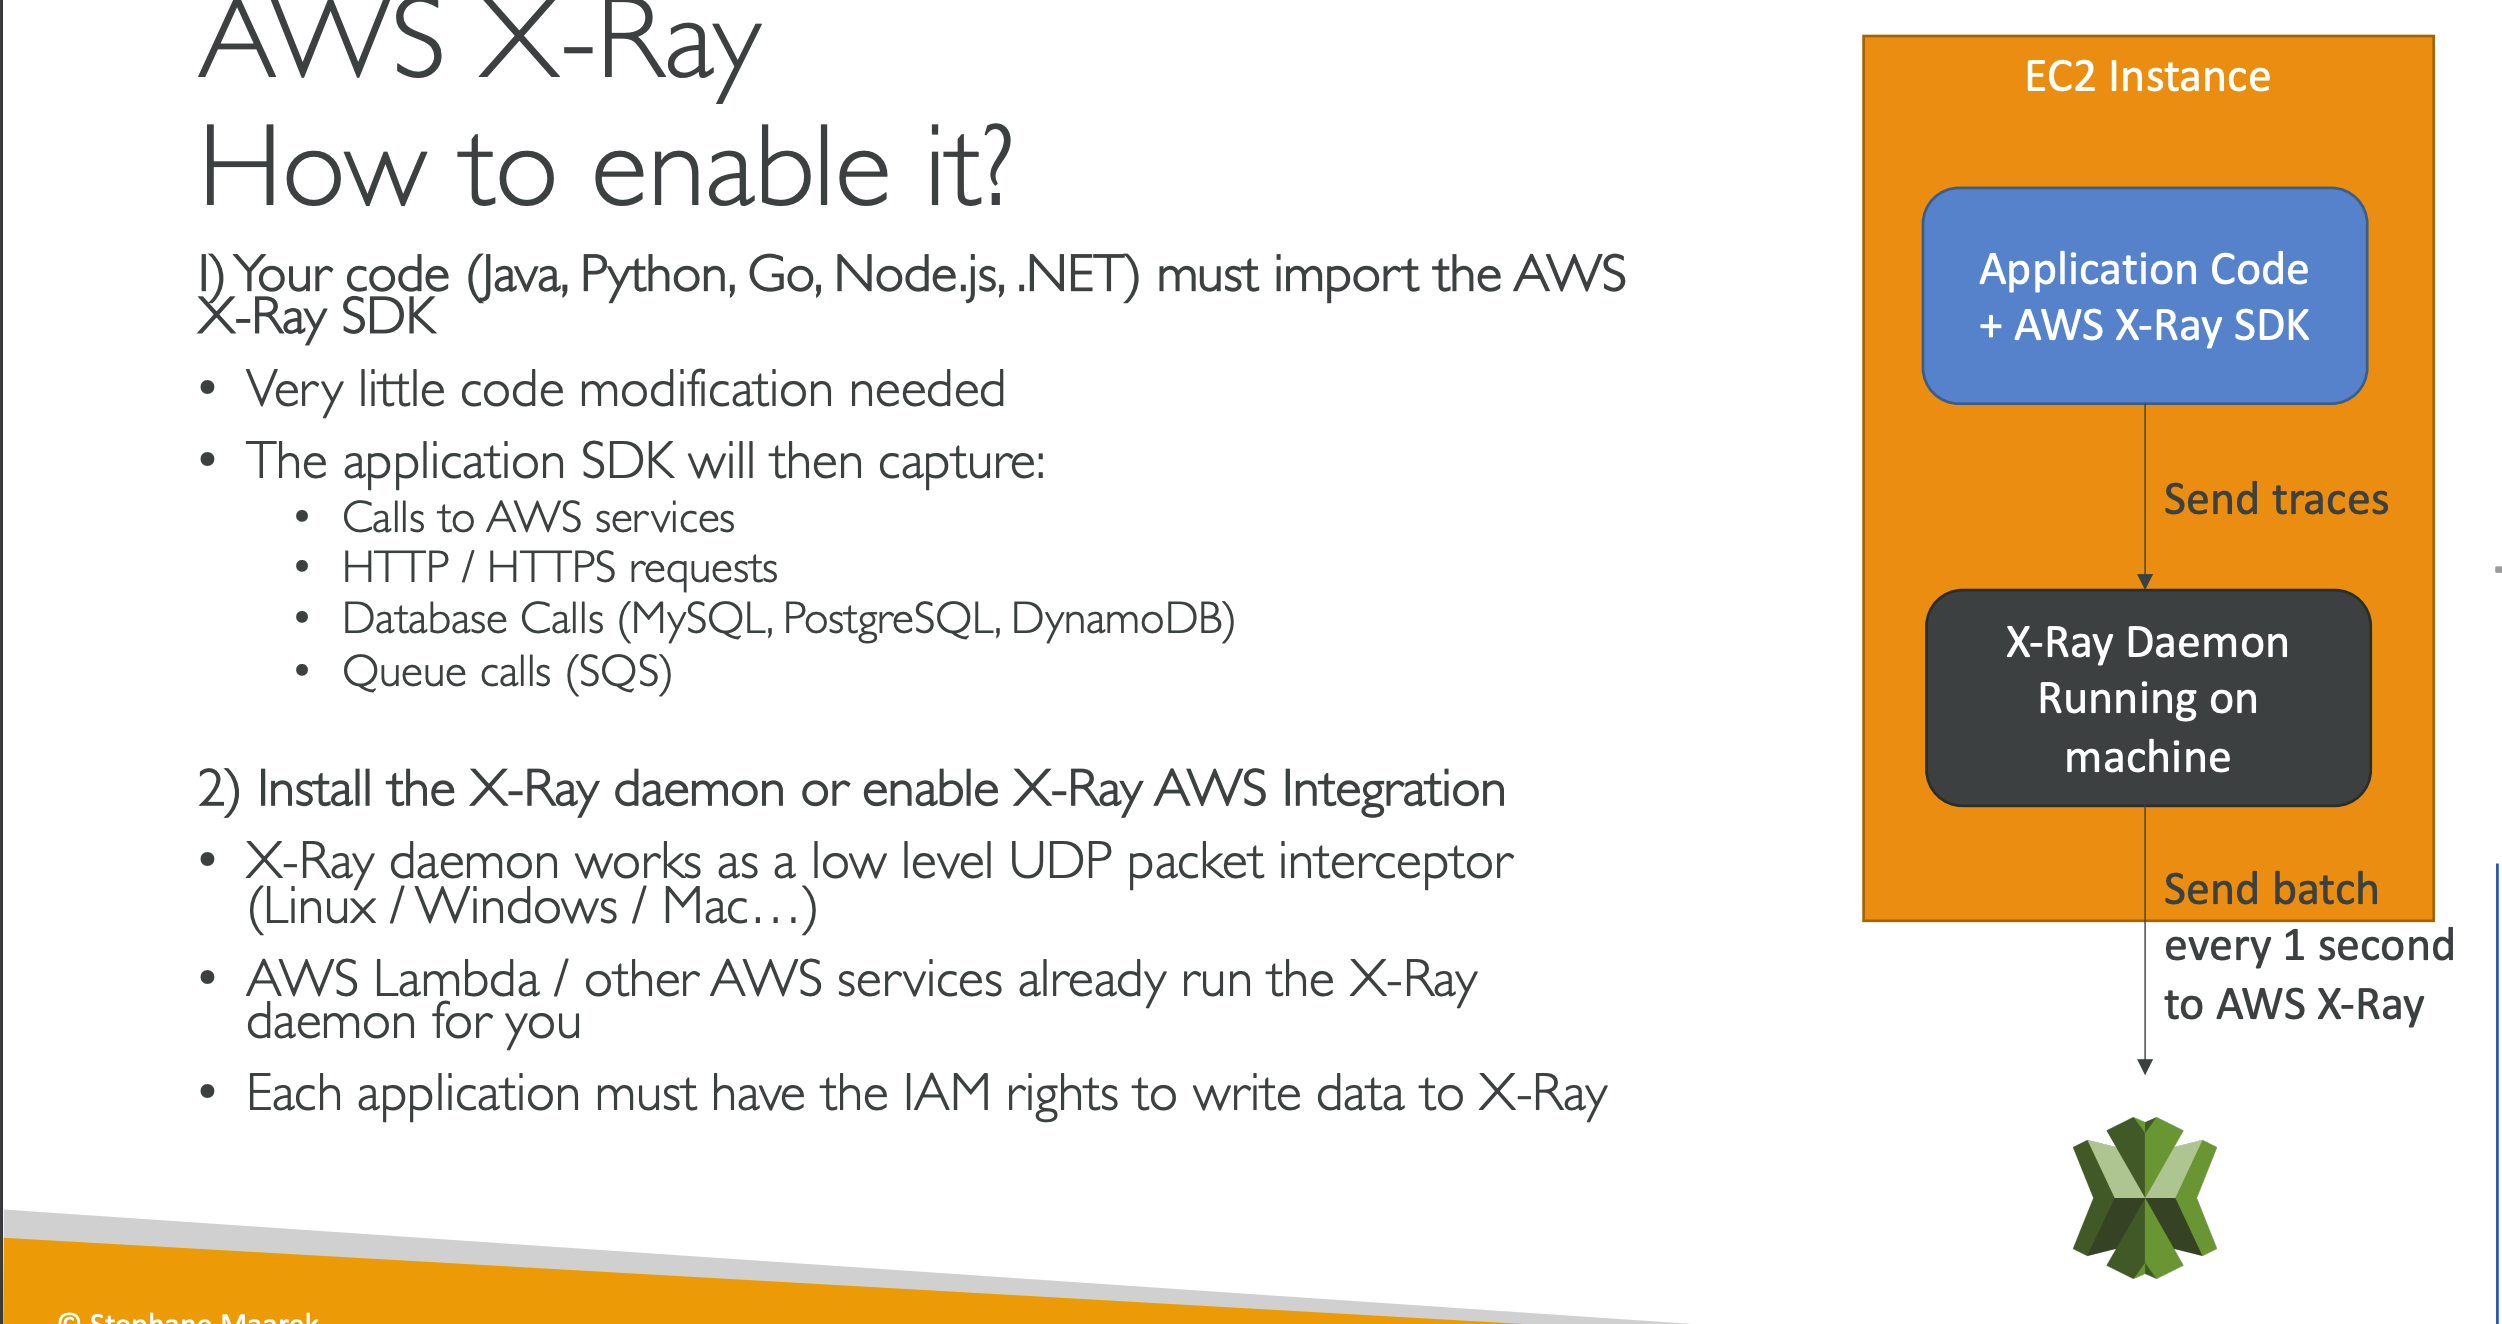 AWS X-Ray
How to enable it?
1) Your code (Java, Python, Go, Node.js, .NET) must import the AWS
X-Ray SDK
• Very little code modification needed
• The application SDK will then capture:
• Calls to AWS services
• HTTP / HTTPS requests
• Database Calls (MySQL, PostgreSQL, DynamoDB)
• Queue calls (SQS)
2) Install the X-Ray daemon or enable X-Ray AWS Integration
• X-Ray daemon works as a low level UDP packet interceptor
(Linux / Windows / Mac…)
• AWS Lambda / other AWS services already run the X-Ray
daemon for you
• Each application must have the IAM rights to write data to X-Ray
EC2 Instance
Application Code
+ AWS X-Ray SDK
Send traces
X-Ray Daemon
Running on
machine
Send batch
every 1 second
to AWS X-Ray
© Stephane Maarek